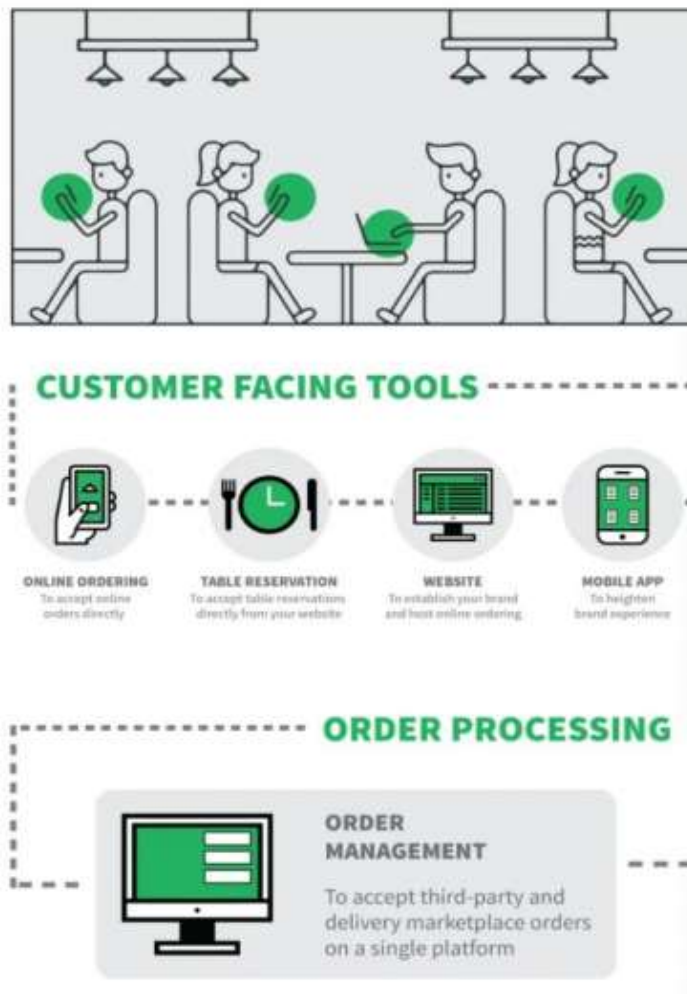 CUSTOMER FACING TOOLS
ONLINE ORDERING
To accept online
orders directly
TABLE RESERVATION
To accept table reservations
directly from your website
WEBSITE
To establish your brand
and host online ordering
MOBILE APP
To heighten
brand experience
ORDER PROCESSING
ORDER
MANAGEMENT
To accept third-party and
delivery marketplace orders
on a single platform